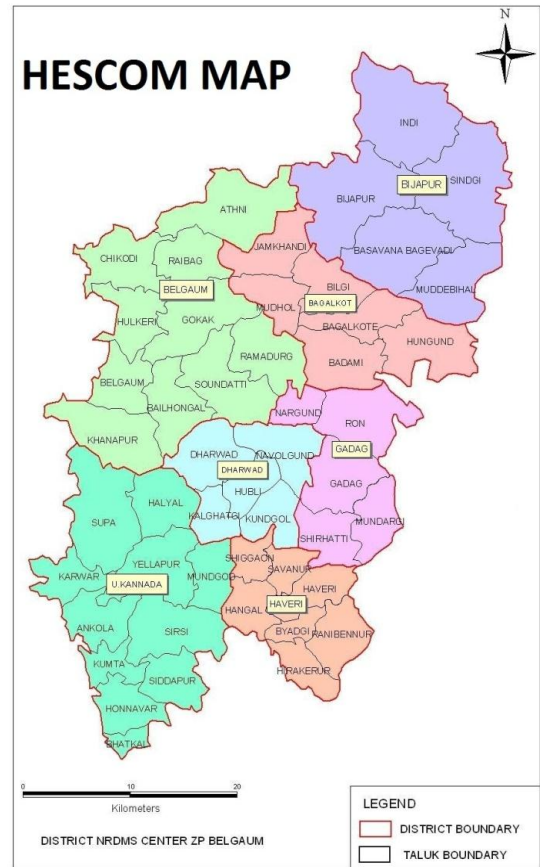 N
HESCOM MAP
INDI
SINDGI
BIJAPUR
BIJAPUR
ATHNI
JAMKHANDI
BASAVANA BAGEVADI
CHIKODI
RAIBAG
MUDDEBIHAL
BELGAUM
BILGI
BAGALKOT
MUDHOL
HULKERI
GOKAK
BAGALKOTE
HUNGUND
RAMADURG
BADAMI
BELGAUM
SOUNDATTI
BAILHONGAL
NARGUND
RON
KHANAPUR
DHARWAD
NAVOLGUND
GADAG
DHARWAD
HUBLI
GADAG
HALYAL
KALGHATGI
KUNDGOL
MUNDARGI
SUPA
SHIRHATTI
YELLAPUR
SHIGGAON
SAVANUR
KARWAR
U.KANNADA
MUNDGOD
HAVERI
HANGAL
HAVERI
ANKOLA
SIRSI
BYADGI
RANIBENNUR
KUMTA
SIDDAPUR
HIRAKERUR
HONNAVAR
BHATKAL
0 10 20
Kilometers
LEGEND
DISTRICT BOUNDARY
TALUK BOUNDARY
DISTRICT NRDMS CENTER ZP BELGAUM